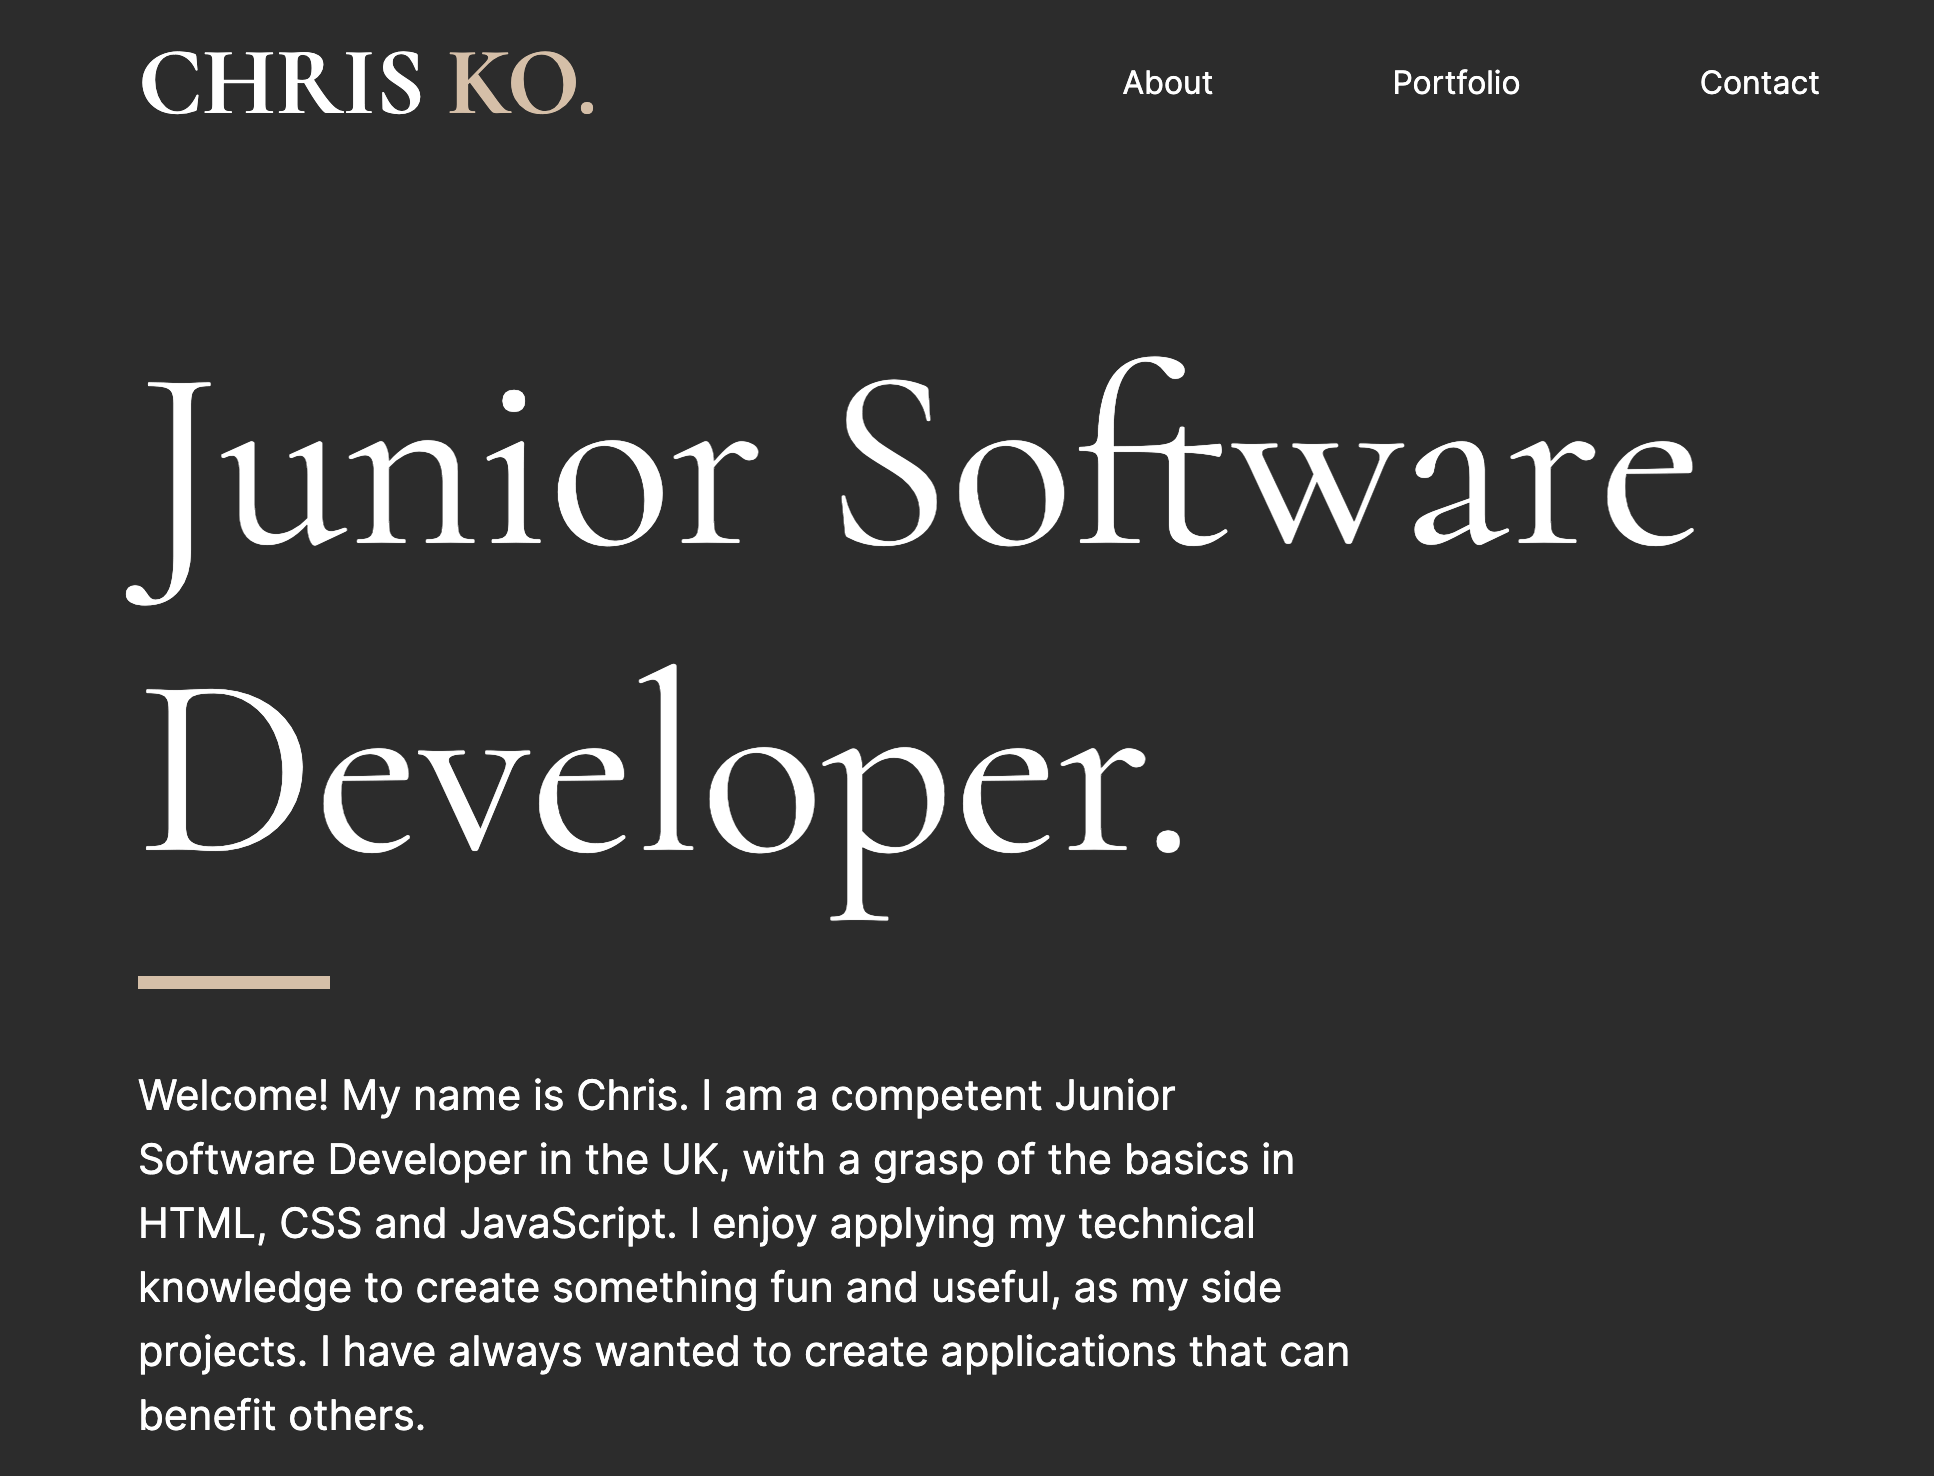 CHRIS KO.
About Portfolio Contact
Junior Software
Developer.
Welcome! My name is Chris. I am a competent Junior
Software Developer in the UK, with a grasp of the basics in
HTML, CSS and JavaScript. I enjoy applying my technical
knowledge to create something fun and useful, as my side
projects. I have always wanted to create applications that can
benefit others.